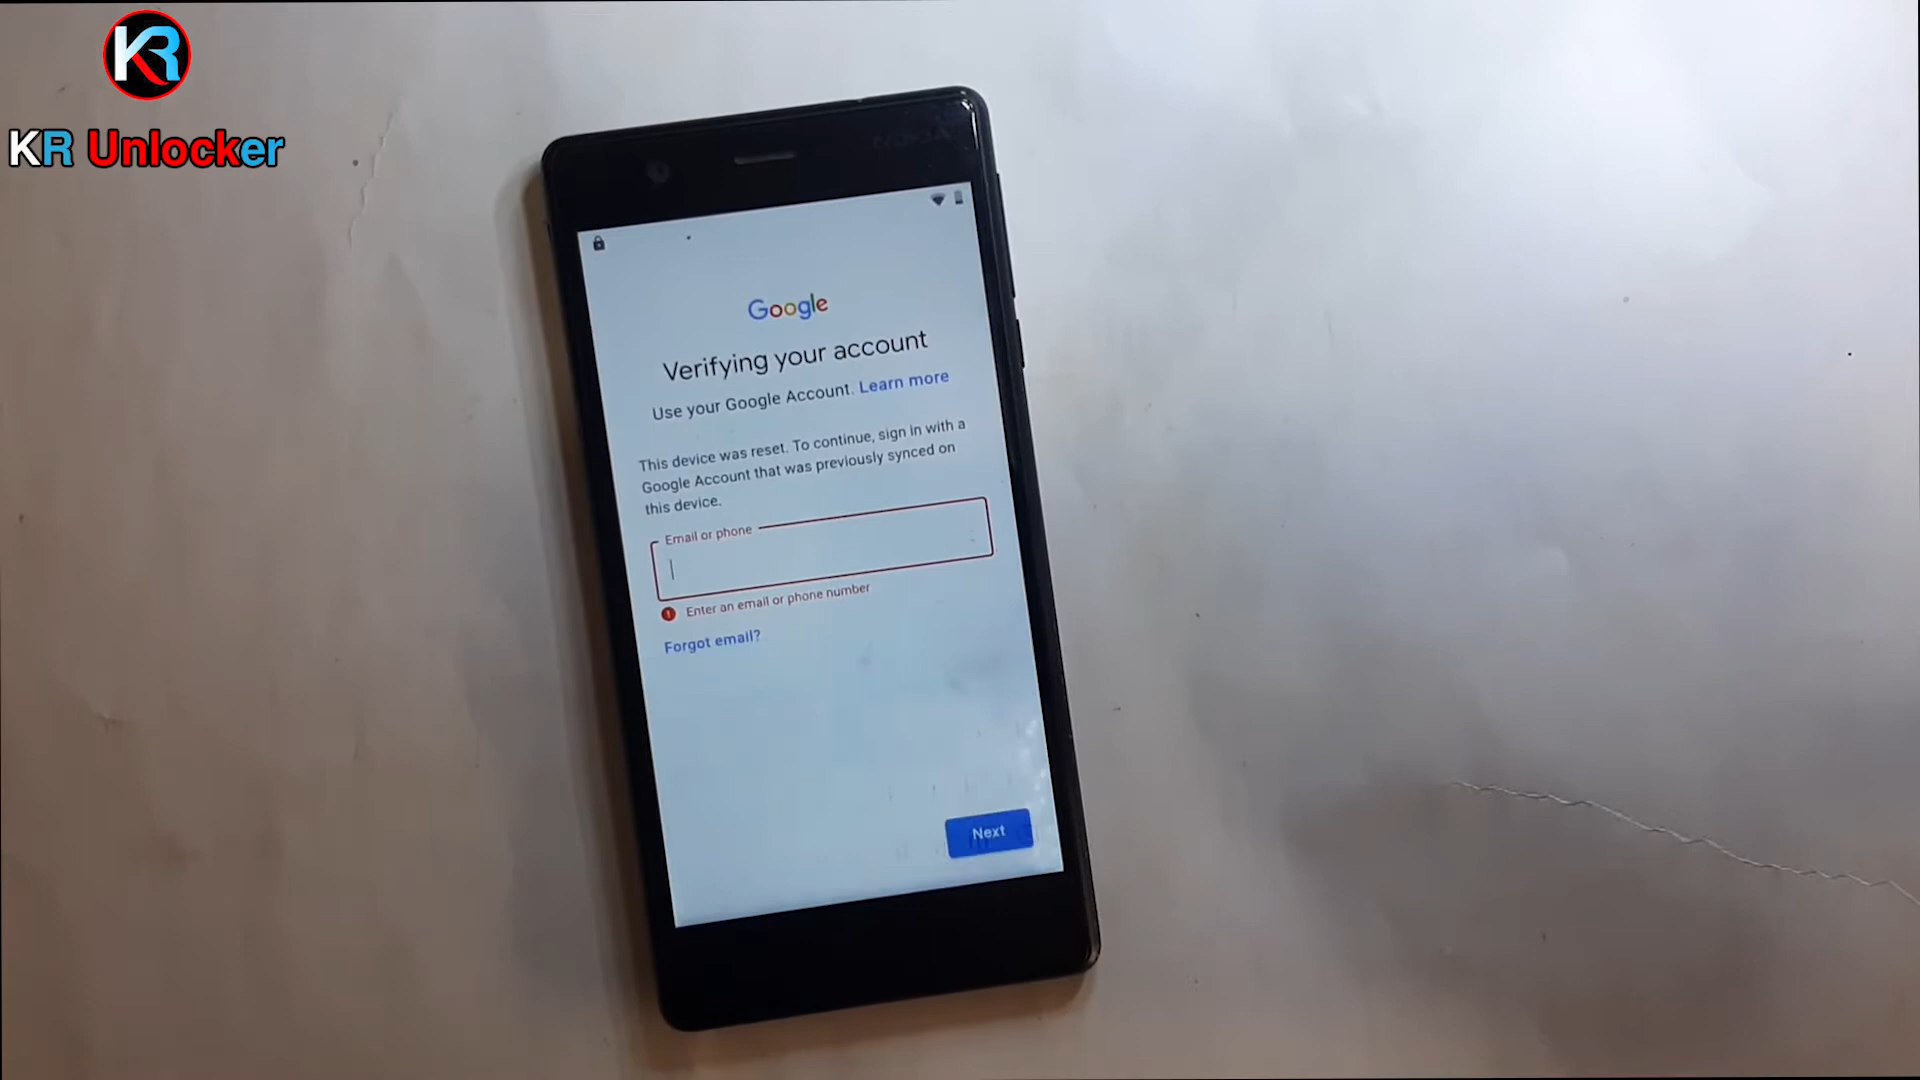 KR
KR Unlocker
NOKIA
Google
Verifying your account
Use your Google Account. Learn more
This device was reset. To continue, sign in with a
Google Account that was previously synced on
this device.
Email or phone
Enter an email or phone number
Forgot email?
Next